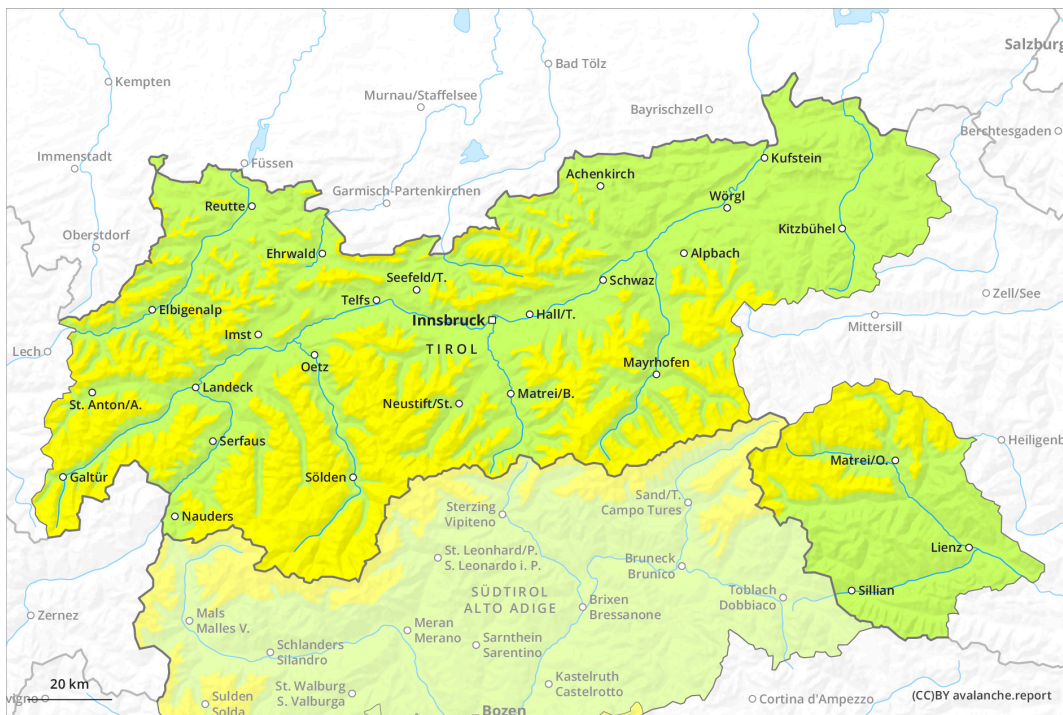 Salzburg
Kempten
Bad Tölz
Murnau/Staffelsee
Bayrischzell
Berchtesgaden
Immenstadt
Füssen
Kufstein
Achenkirch
Garmisch-Partenkirchen
Reutte
Wörgl
Oberstdorf
Kitzbühel
Ehrwald
Alpbach
Seefeld/T.
Schwaz
Telfs
Zell/See
Elbigenalp
Innsbruck
Hall/T.
Mittersill
Imst
TIROL
Lech
Oetz
Mayrhofen
Landeck
St. Anton/A.
Neustift/St.
Matrei/B.
Serfaus
Heiligenb
Matrei/O.
Galtür
Sölden
Sand/T.
Campo Tures
Sterzing
Vipiteno
Nauders
Lienz
St. Leonhard/P.
S. Leonardo i. P.
Bruneck
Brunico
SÜDTIROL
ALTO ADIGE
Toblach
Dobbiaco
Sillian
Zernez
Mals
Malles V.
Brixen
Bressanone
Meran
Merano
Schlanders
Silandro
Sarnthein
Sarentino
20 km
St. Walburg
S. Valburga
Kastelruth
Castelrotto
vigno
Sulden
Solda
Cortina d'Ampezzo
(CC)BY avalanche.report
Bozen